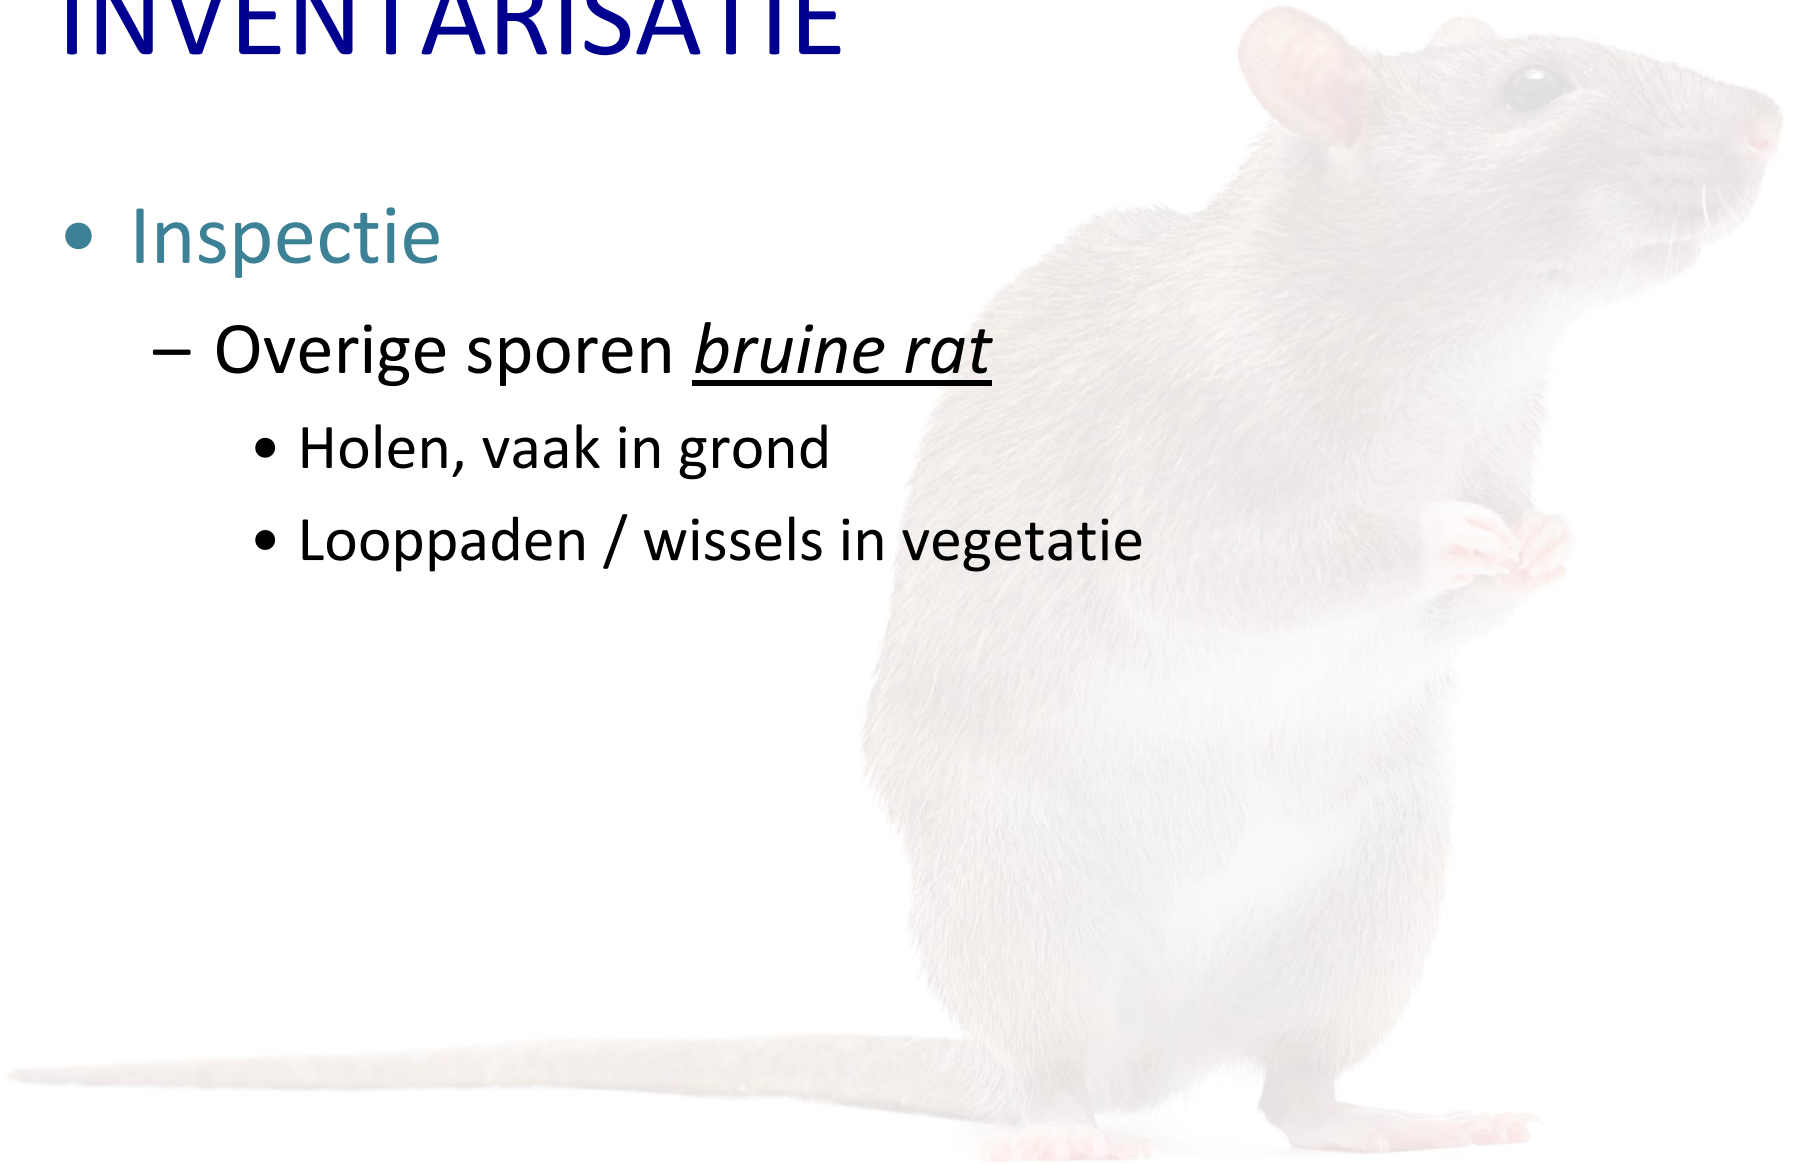 INVENTARISATIE
• Inspectie
– Overige sporen bruine rat
• Holen, vaak in grond
• Looppaden / wissels in vegetatie